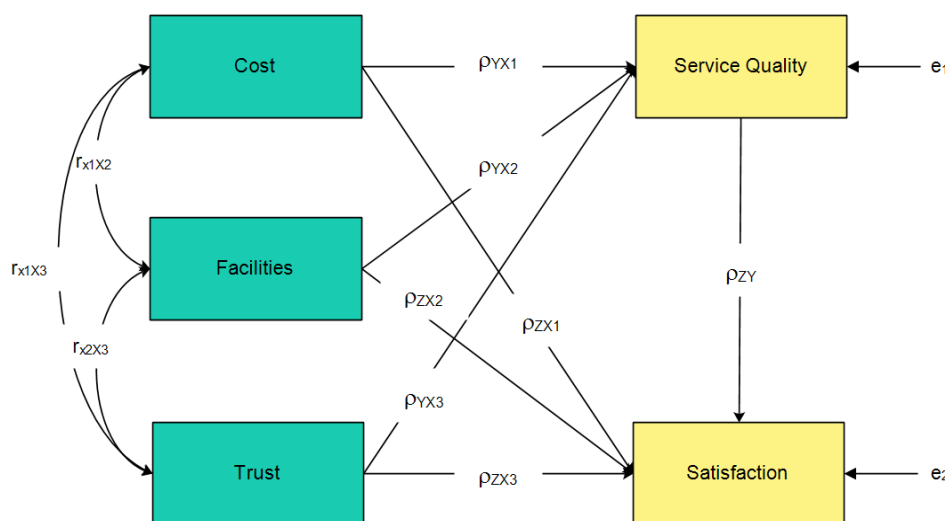 Cost
ρYX1
Service Quality
e1
rx1X2
ρYX2
rx1X3
Facilities
ρZX2
ρZX1
ρZY
rx2X3
ρYX3
Trust
ρZX3
Satisfaction
e2